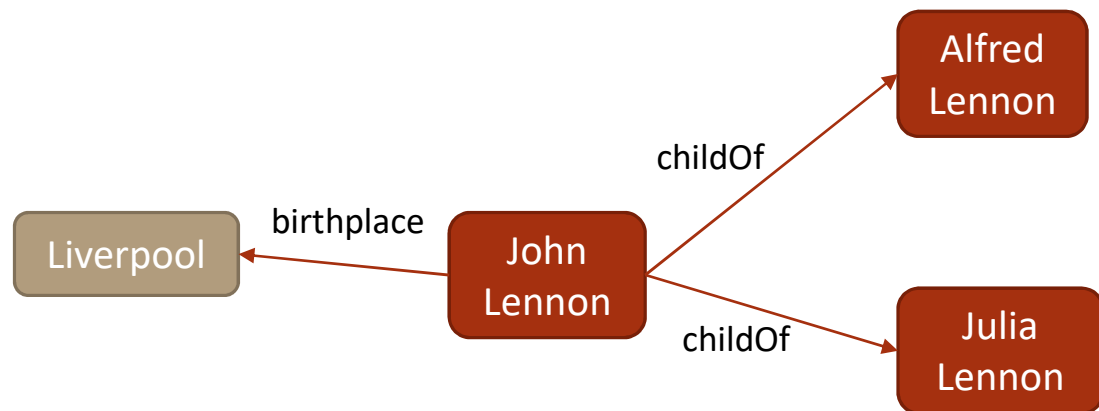 Alfred
Lennon
childOf
birthplace
Liverpool
John
Lennon
childOf
Julia
Lennon